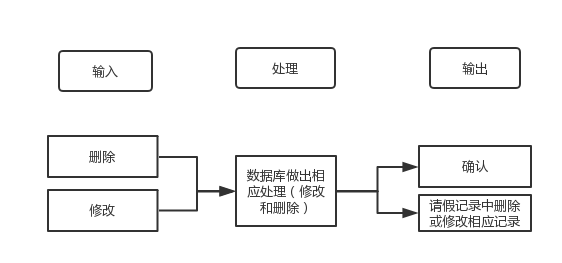 输入
处理
输出
删除
修改
数据库做出相
应处理（修改
和删除）
确认
请假记录中删除
或修改相应记录